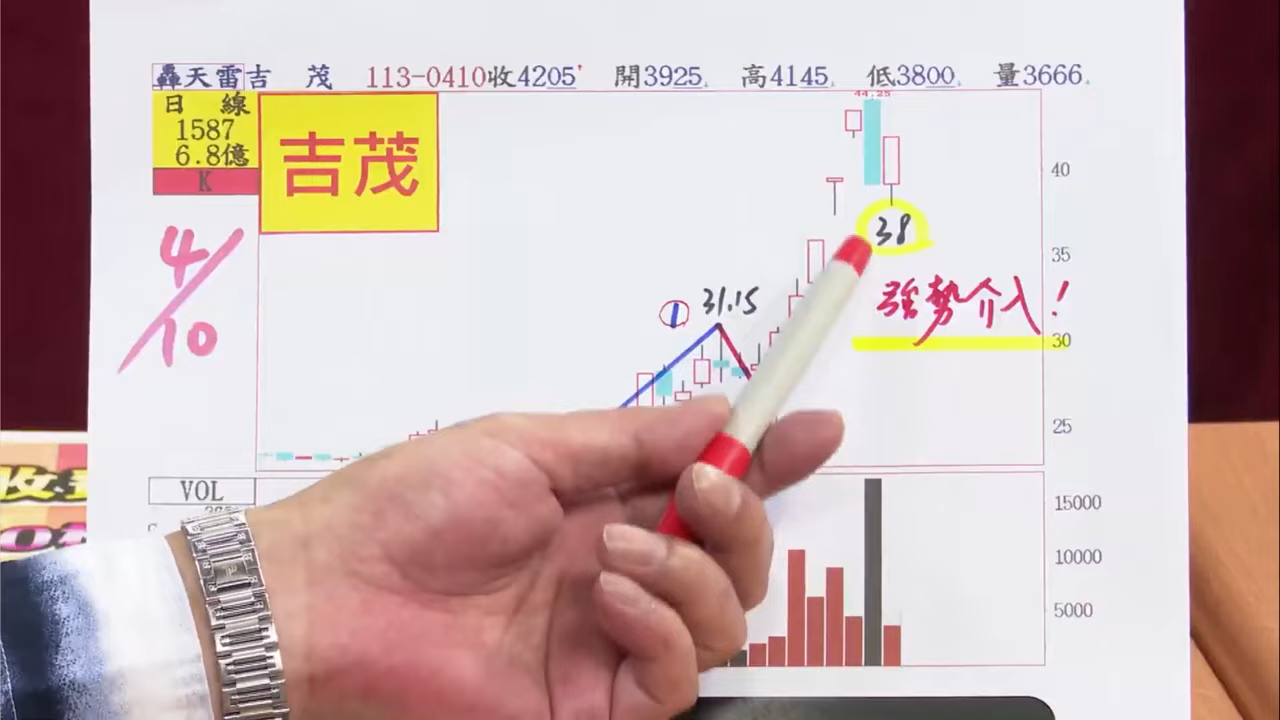 轟天雷吉 茂 113-0410收4205' 開3925. 高4145. 低3800. 量3666.
日 線
1587
6.8億
K
吉茂
44.25
40
35
30
25
4/10
① 31.15
38
強勢介入!
VOL
15000
10000
5000
收